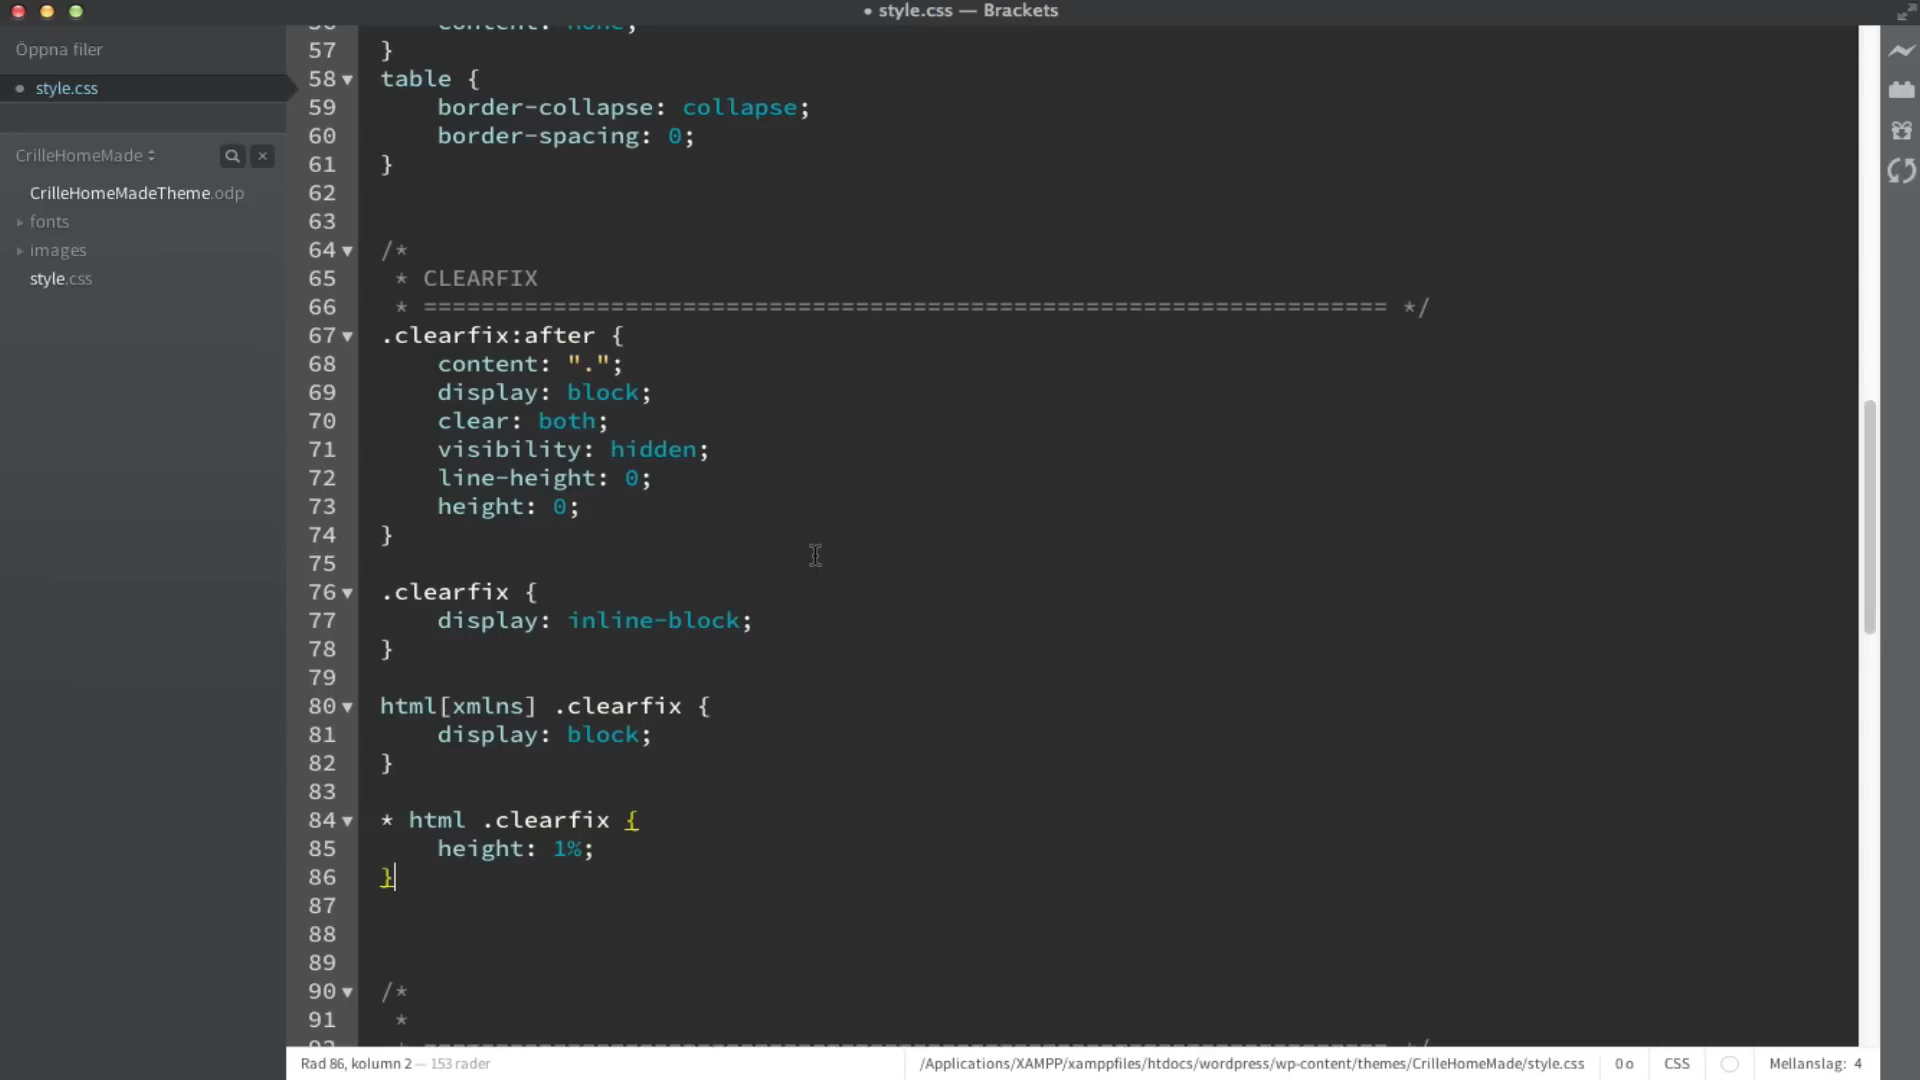 • style.css — Brackets
Öppna filer
style.css
CrilleHomeMade
CrilleHomeMadeTheme.odp
fonts
images
style.css
56 content: none;
57 }
58 table {
59 border-collapse: collapse;
60 border-spacing: 0;
61 }
62
63
64 /*
65 * CLEARFIX
66 * =================================================================== */
67 .clearfix:after {
68 content: ".";
69 display: block;
70 clear: both;
71 visibility: hidden;
72 line-height: 0;
73 height: 0;
74 }
75
76 .clearfix {
77 display: inline-block;
78 }
79
80 html[xmlns] .clearfix {
81 display: block;
82 }
83
84 * html .clearfix {
85 height: 1%;
86 }
87
88
89
90 /*
91 *
92 * =================================================================== */
Rad 86, kolumn 2 — 153 rader
/Applications/XAMPP/xamppfiles/htdocs/wordpress/wp-content/themes/CrilleHomeMade/style.css
0 o
CSS
Mellanslag: 4